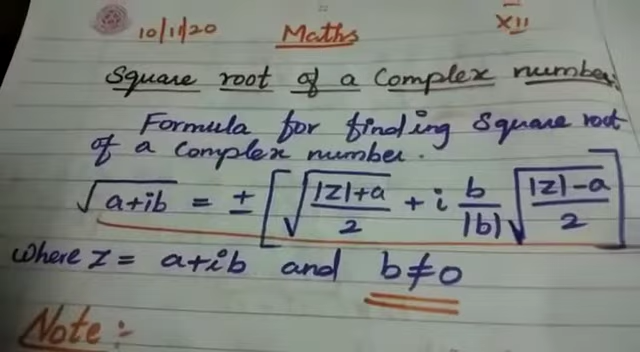 10/11/20 Maths XII
Square root of a Complex number.
Formula for finding Square root
of a complex number.
√a+ib = ± [√|z|+a/2 + i b/|b| √|z|-a/2]
where z = a+ib and b≠0
Note:-